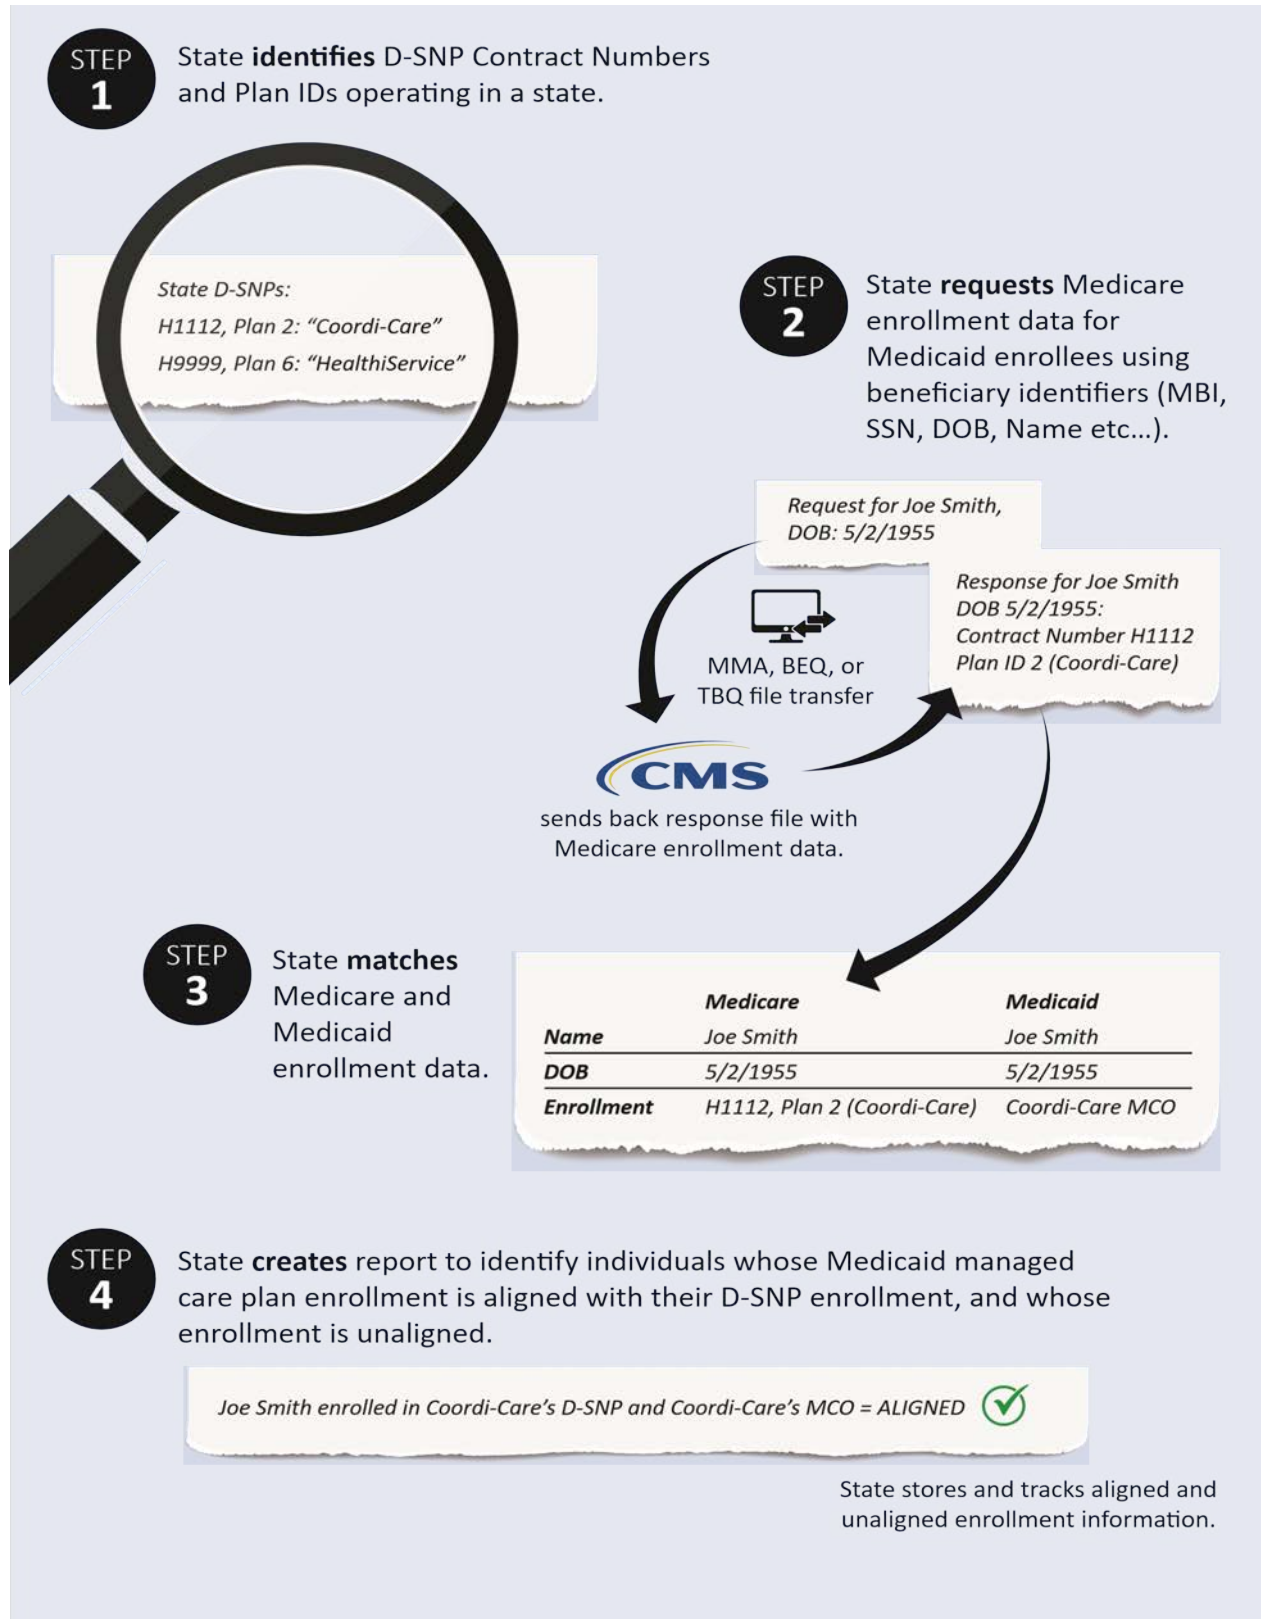 STEP
1
State identifies D-SNP Contract Numbers
and Plan IDs operating in a state.
State D-SNPs:
H1112, Plan 2: “Coordi-Care”
H9999, Plan 6: “HealthiService”
STEP
2
State requests Medicare
enrollment data for
Medicaid enrollees using
beneficiary identifiers (MBI,
SSN, DOB, Name etc...).
Request for Joe Smith,
DOB: 5/2/1955
Response for Joe Smith
DOB 5/2/1955:
Contract Number H1112
Plan ID 2 (Coordi-Care)
MMA, BEQ, or
TBQ file transfer
CMS
sends back response file with
Medicare enrollment data.
STEP
3
State matches
Medicare and
Medicaid
enrollment data.
Medicare Medicaid
Name Joe Smith Joe Smith
DOB 5/2/1955 5/2/1955
Enrollment H1112, Plan 2 (Coordi-Care) Coordi-Care MCO
STEP
4
State creates report to identify individuals whose Medicaid managed
care plan enrollment is aligned with their D-SNP enrollment, and whose
enrollment is unaligned.
Joe Smith enrolled in Coordi-Care’s D-SNP and Coordi-Care’s MCO = ALIGNED
State stores and tracks aligned and
unaligned enrollment information.